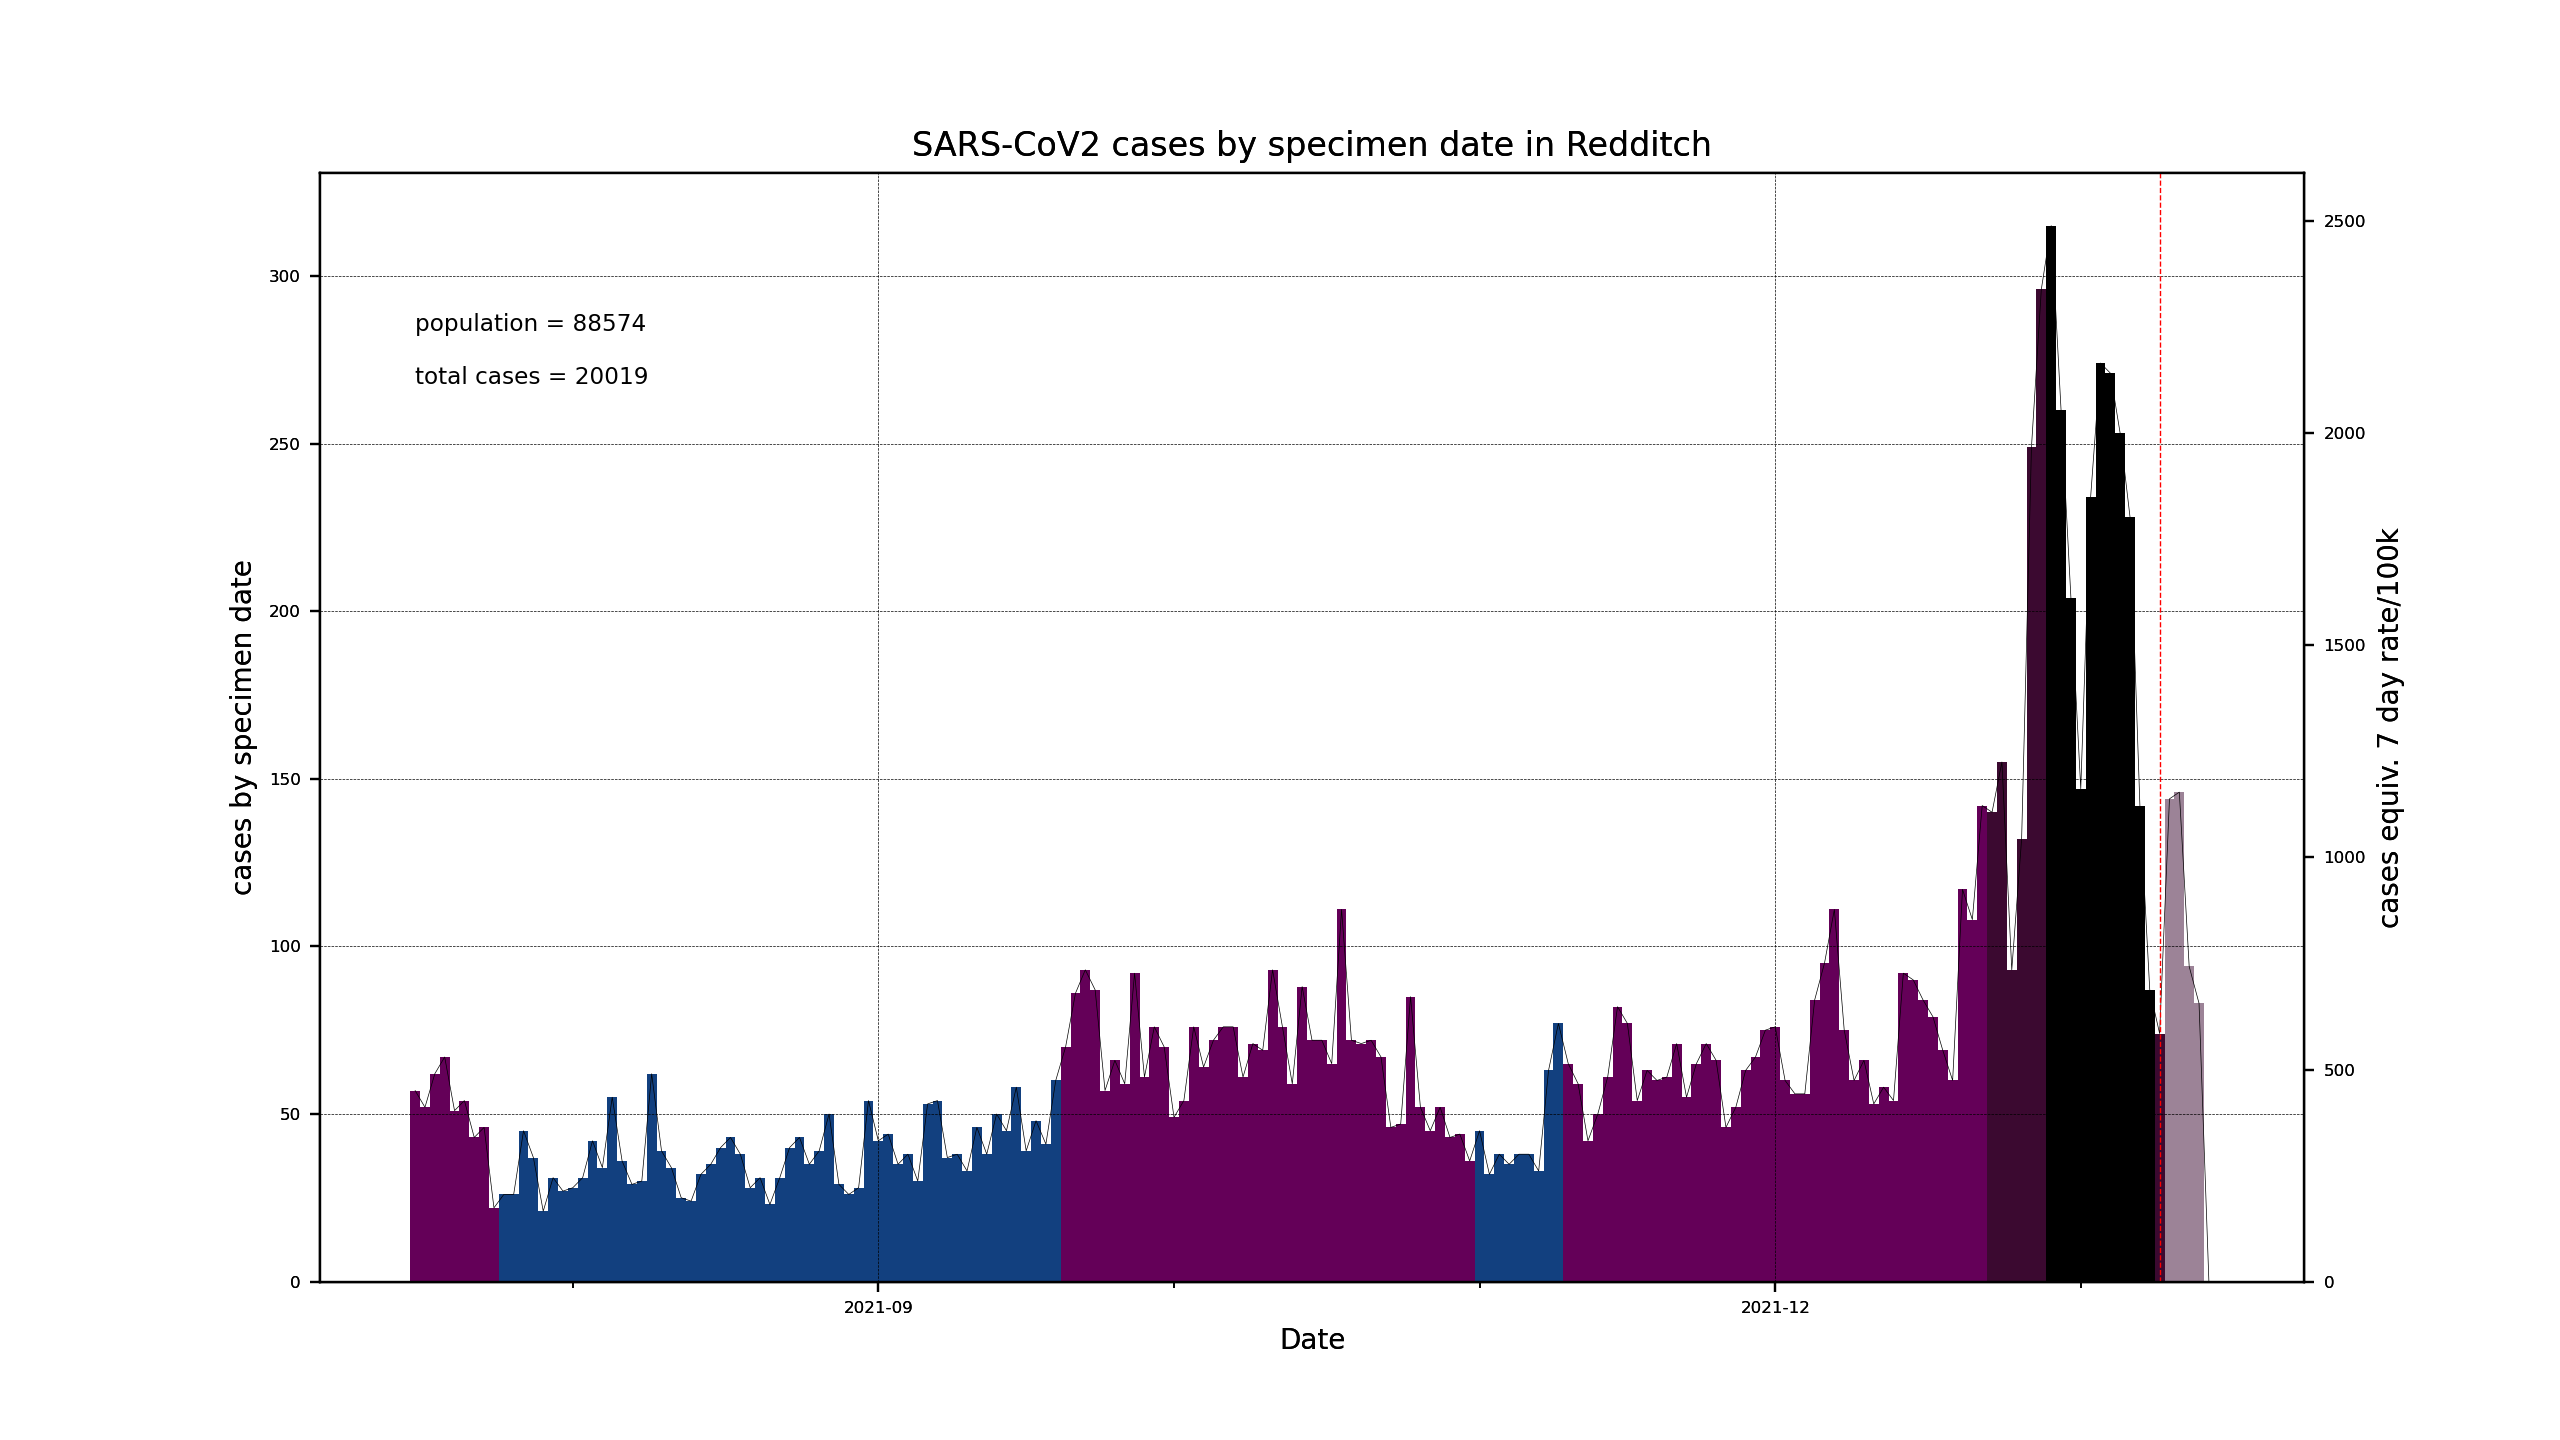 SARS-CoV2 cases by specimen date in Redditch
population = 88574
total cases = 20019
cases by specimen date
300
250
200
150
100
50
0
2500
2000
1500
1000
500
0
cases equiv. 7 day rate/100k
2021-09
2021-12
Date